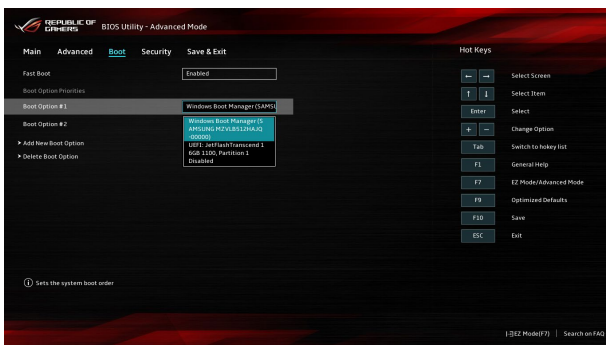 REPUBLIC OF
GAMERS
BIOS Utility - Advanced Mode
Main Advanced Boot Security Save & Exit
Hot Keys
Fast Boot
Enabled
Boot Option Priorities
Boot Option #1
Windows Boot Manager (SAMSU
Windows Boot Manager (S
AMSUNG MZVLB512HAJQ
-00000)
UEFI: JetFlashTranscend 1
6GB 1100, Partition 1
Disabled
Boot Option #2
> Add New Boot Option
> Delete Boot Option
← → Select Screen
↑ ↓ Select Item
Enter Select
+ − Change Option
Tab Switch to hokey list
F1 General Help
F7 EZ Mode/Advanced Mode
F9 Optimized Defaults
F10 Save
ESC Exit
i Sets the system boot order
EZ Mode(F7) | Search on FAQ